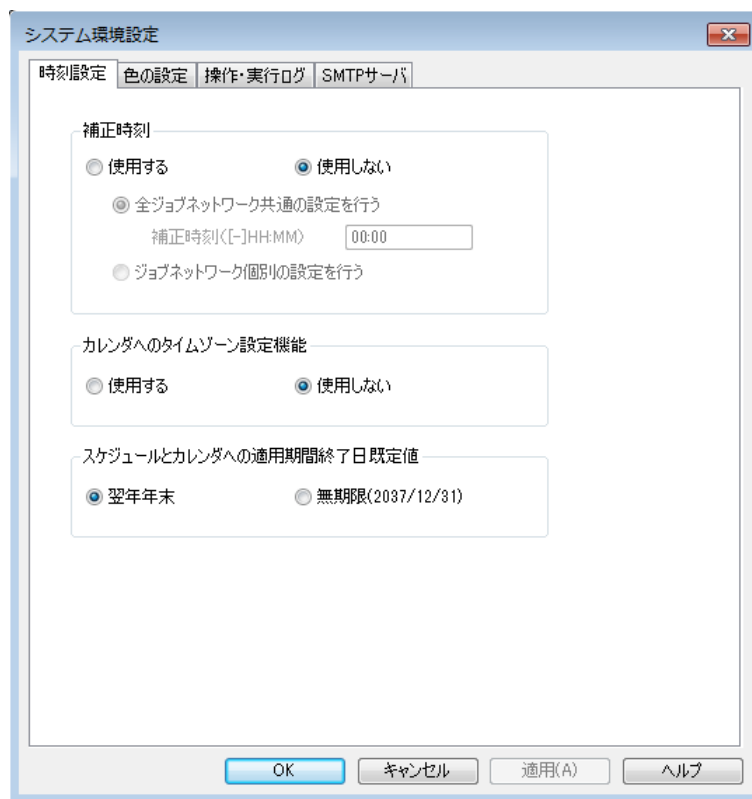 システム環境設定
時刻設定 色の設定 操作・実行ログ SMTPサーバ
補正時刻
使用する 使用しない
全ジョブネットワーク共通の設定を行う
補正時刻([-]HH:MM) 00:00
ジョブネットワーク個別の設定を行う
カレンダへのタイムゾーン設定機能
使用する 使用しない
スケジュールとカレンダへの適用期間終了日既定値
翌年年末 無期限(2037/12/31)
OK キャンセル 適用(A) ヘルプ